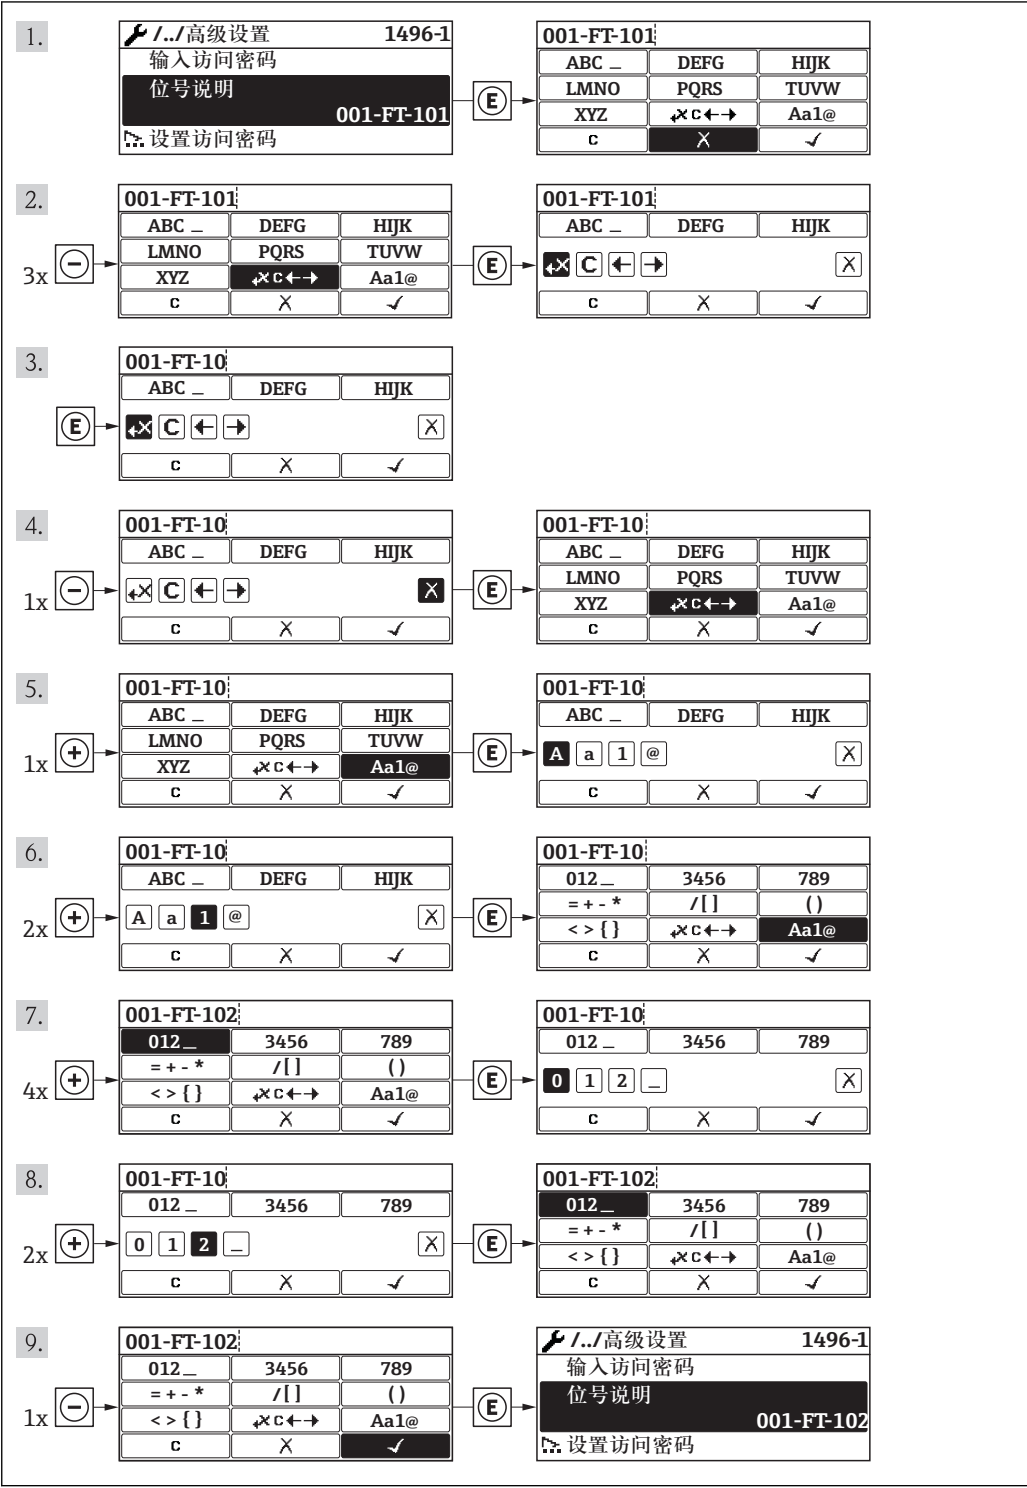 1.
/../高级设置 1496-1
输入访问密码
位号说明
001-FT-101
设置访问密码
E
001-FT-101
ABC _ DEFG HIJK
LMNO PQRS TUVW
XYZ C Aa1@
C X ✓
2.
3x
001-FT-101
ABC _ DEFG HIJK
LMNO PQRS TUVW
XYZ C Aa1@
C X ✓
E
001-FT-101
ABC _ DEFG HIJK
C ← → X
C X ✓
3.
E
001-FT-10
ABC _ DEFG HIJK
C ← → X
C X ✓
4.
1x
001-FT-10
ABC _ DEFG HIJK
C ← → X
C X ✓
E
001-FT-10
ABC _ DEFG HIJK
LMNO PQRS TUVW
XYZ C Aa1@
C X ✓
5.
1x +
001-FT-10
ABC _ DEFG HIJK
LMNO PQRS TUVW
XYZ C Aa1@
C X ✓
E
001-FT-10
ABC _ DEFG HIJK
A a 1 @ X
C X ✓
6.
2x +
001-FT-10
ABC _ DEFG HIJK
A a 1 @ X
C X ✓
E
001-FT-10
012 _ 3456 789
= + - * / [ ] ( )
< > { } C Aa1@
C X ✓
7.
4x +
001-FT-102
012 _ 3456 789
= + - * / [ ] ( )
< > { } C Aa1@
C X ✓
E
001-FT-10
012 _ 3456 789
0 1 2 _ X
C X ✓
8.
2x +
001-FT-10
012 _ 3456 789
0 1 2 _ X
C X ✓
E
001-FT-102
012 _ 3456 789
= + - * / [ ] ( )
< > { } C Aa1@
C X ✓
9.
1x
001-FT-102
012 _ 3456 789
= + - * / [ ] ( )
< > { } C Aa1@
C X ✓
E
/../高级设置 1496-1
输入访问密码
位号说明
001-FT-102
设置访问密码